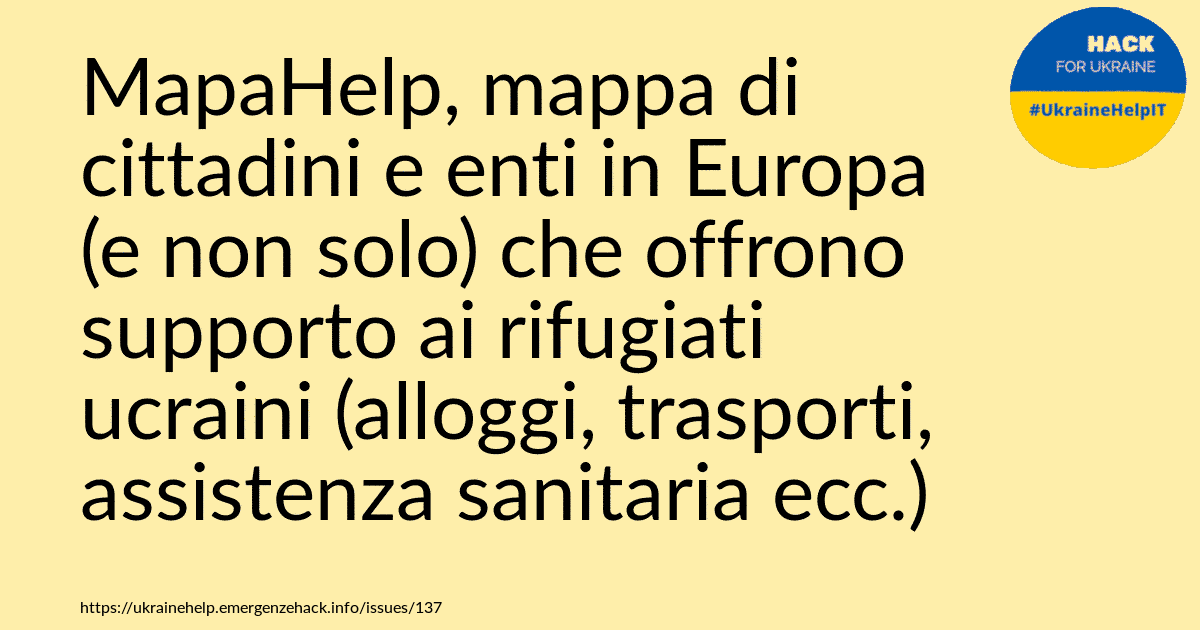 MapaHelp, mappa di
cittadini e enti in Europa
(e non solo) che offrono
supporto ai rifugiati
ucraini (alloggi, trasporti,
assistenza sanitaria ecc.)
HACK
FOR UKRAINE
#UkraineHelpIT
https://ukrainehelp.emergenzehack.info/issues/137